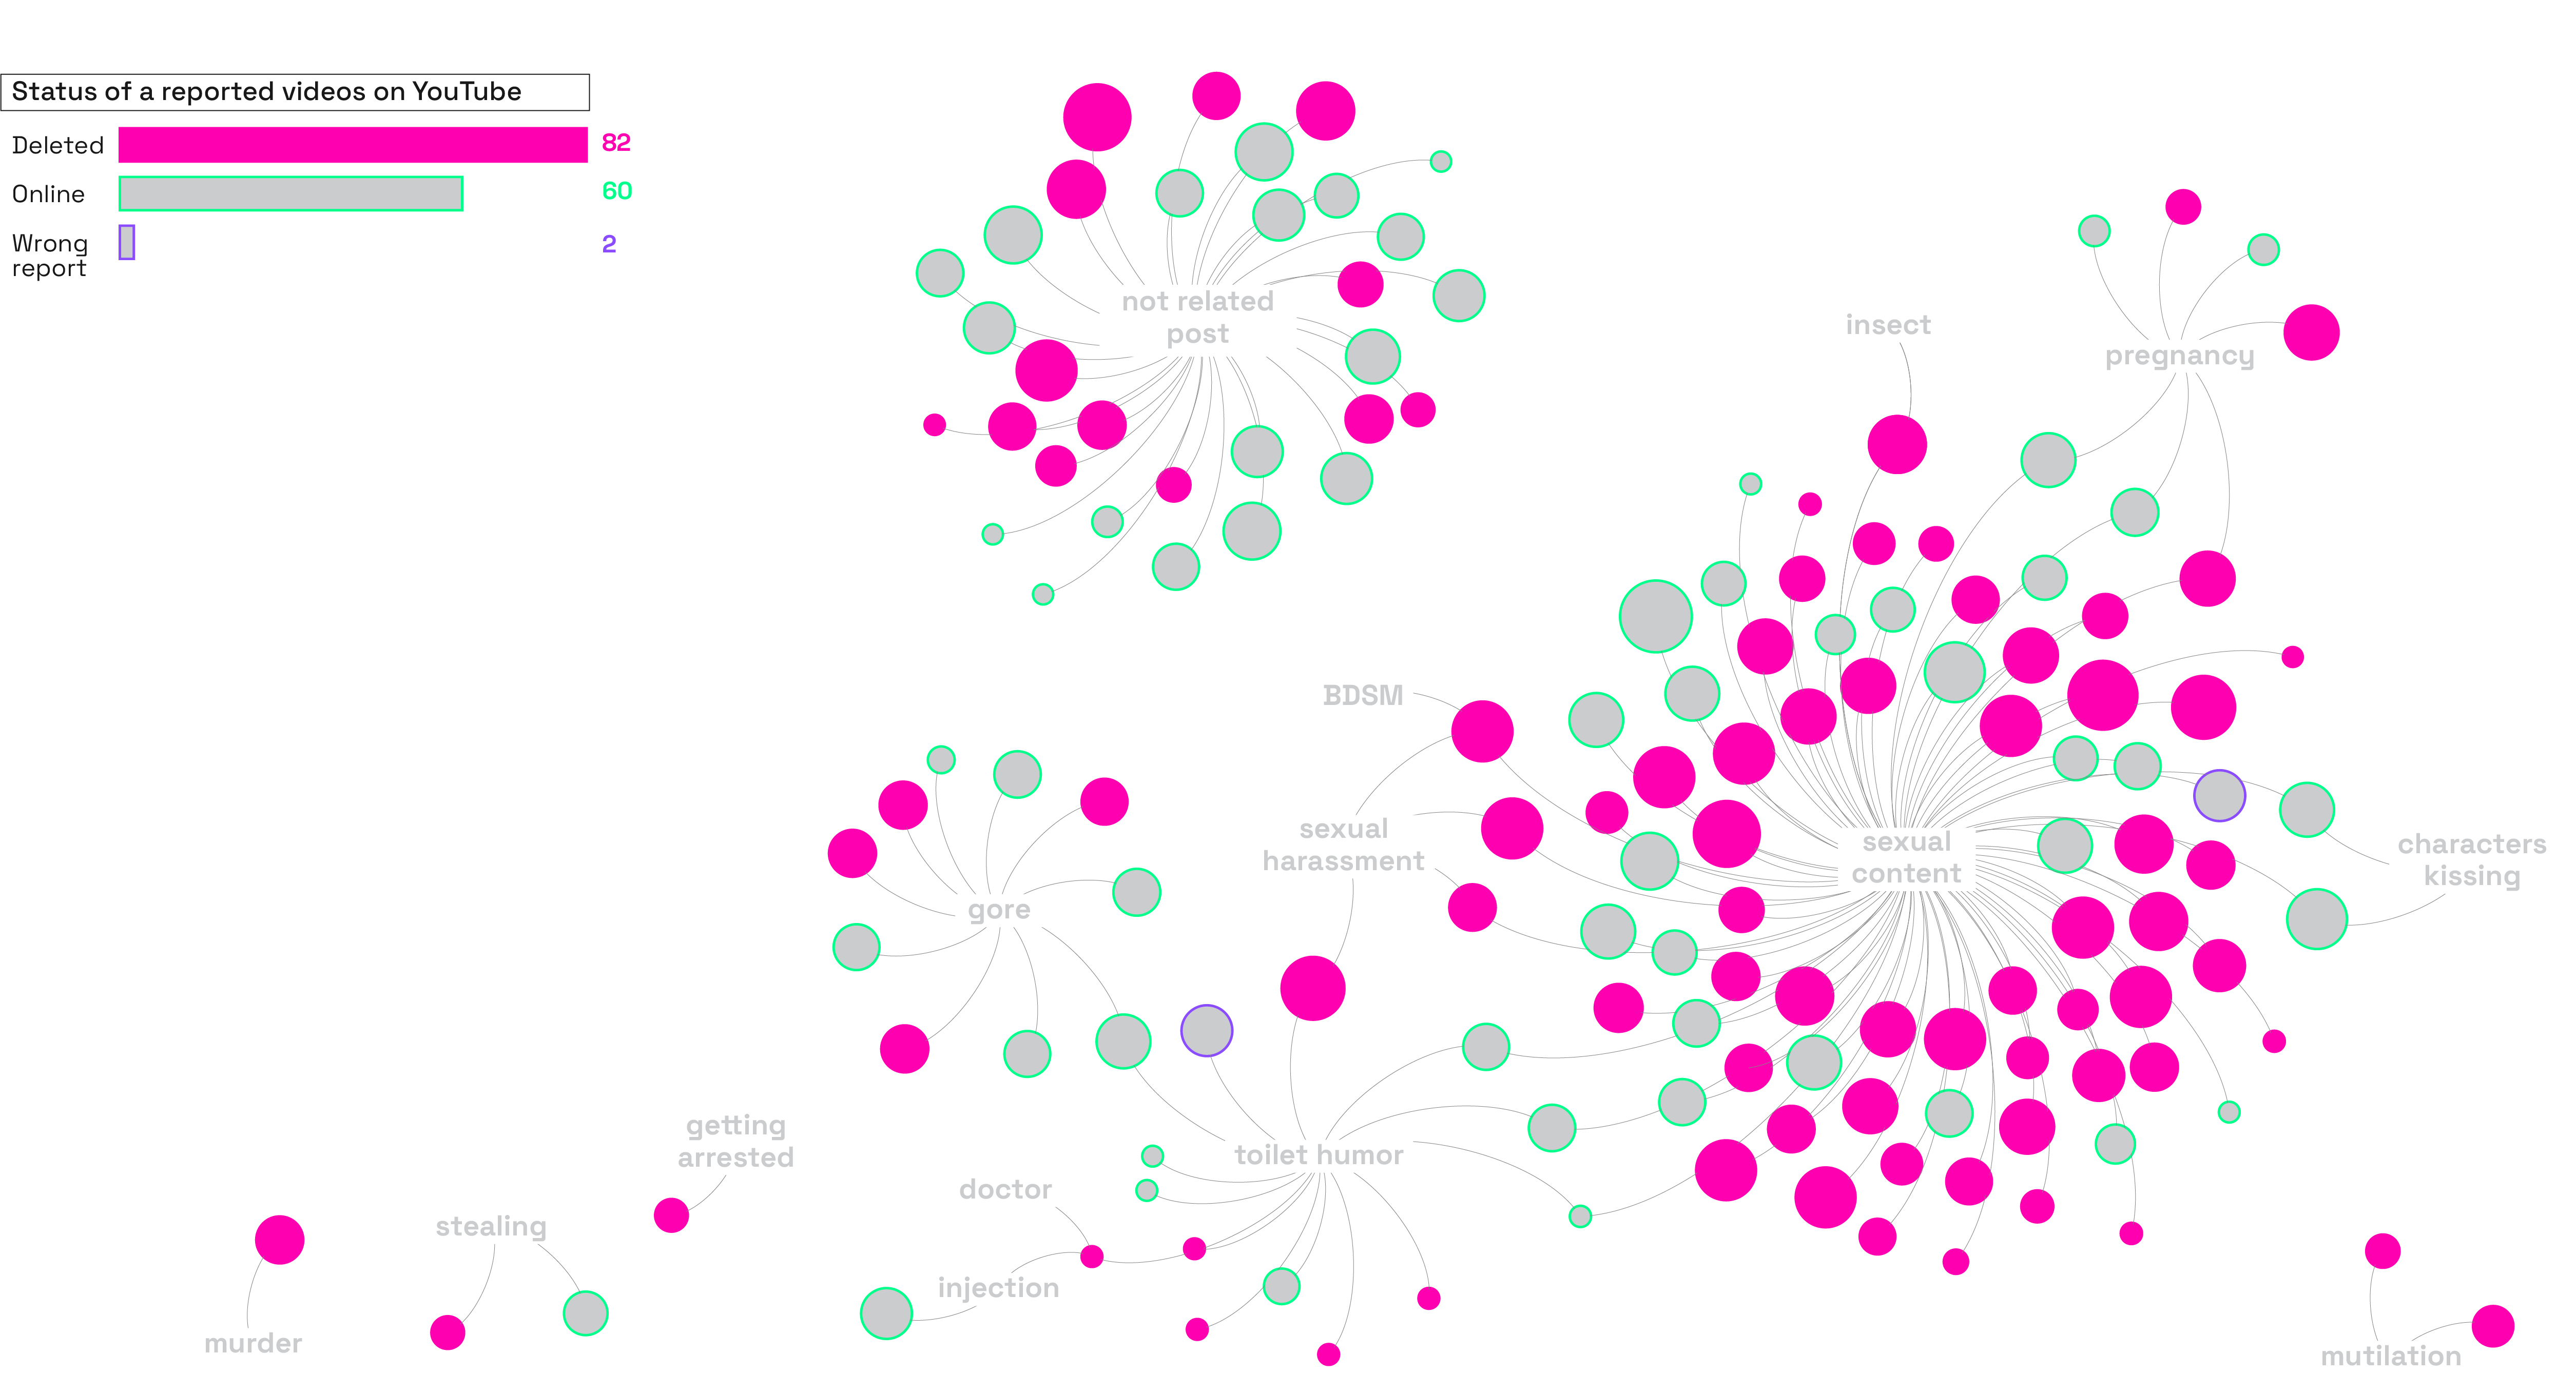 Status of a reported videos on YouTube
Deleted
82
Online
60
Wrong
report
2
not related
post
insect
pregnancy
BDSM
sexual
harassment
sexual
content
characters
kissing
gore
getting
arrested
toilet humor
doctor
stealing
injection
murder
mutilation